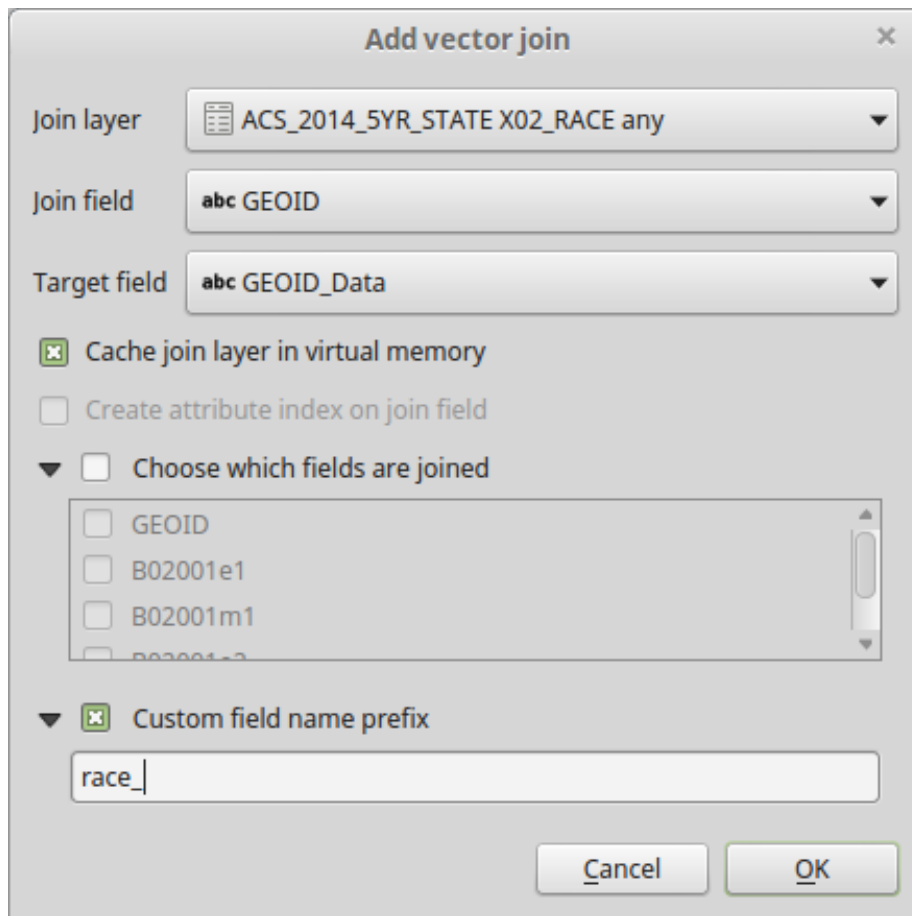 Add vector join
Join layer ACS_2014_5YR_STATE X02_RACE any
Join field abc GEOID
Target field abc GEOID_Data
Cache join layer in virtual memory
Create attribute index on join field
Choose which fields are joined
GEOID
B02001e1
B02001m1
Custom field name prefix
race_
Cancel OK